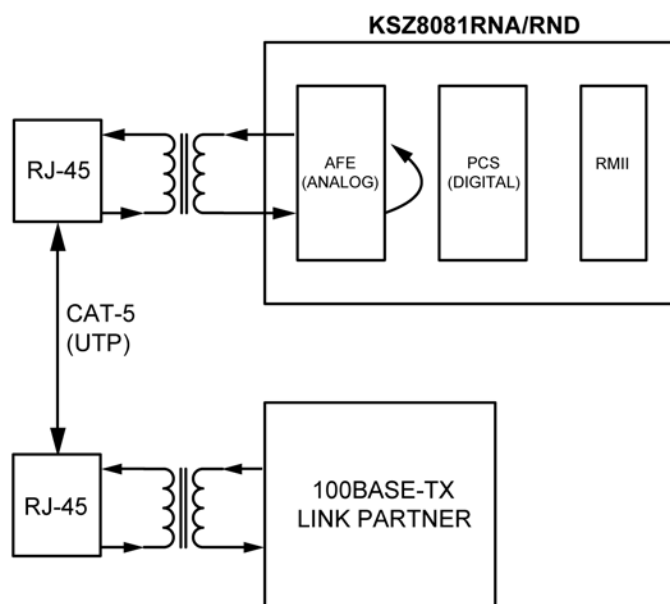 KSZ8081RNA/RND
RJ-45
AFE
(ANALOG)
PCS
(DIGITAL)
RMII
CAT-5
(UTP)
RJ-45
100BASE-TX
LINK PARTNER